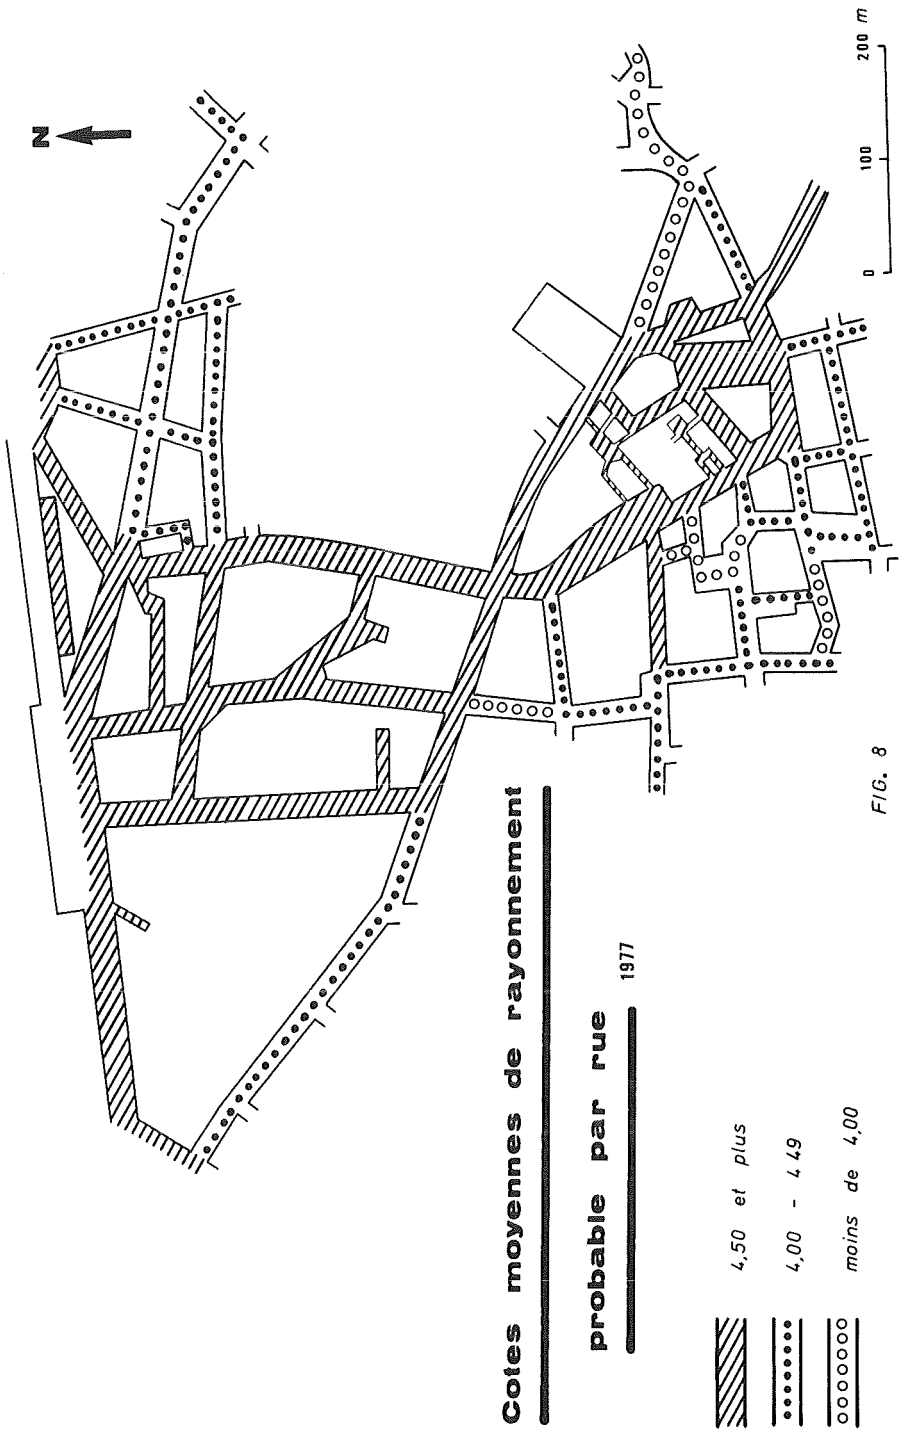 N
Cotes moyennes de rayonnement
probable par rue 1977
4,50 et plus
4,00 - 4 49
moins de 4,00
0 100 200 m
FIG. 8